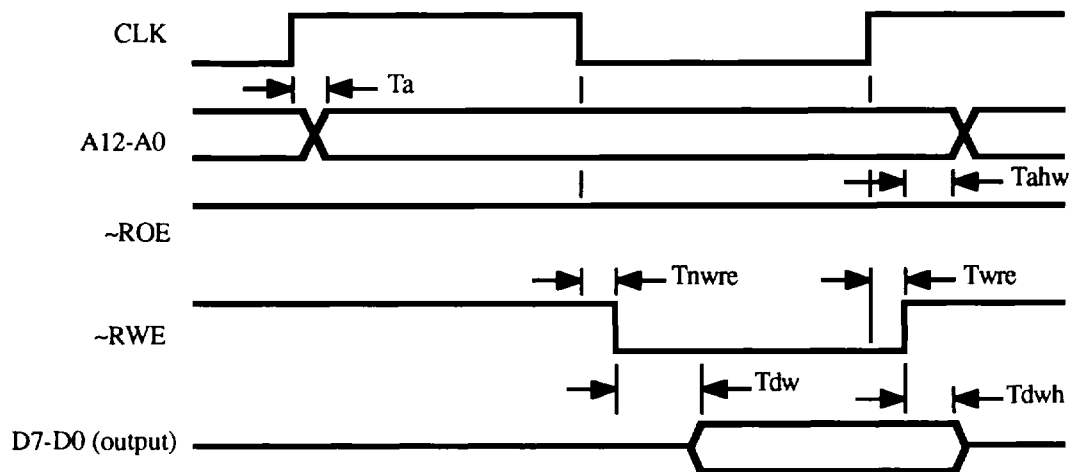 CLK
Ta
A12-A0
Tahw
~ROE
Tnwre
Twre
~RWE
Tdw
Tdwh
D7-D0 (output)